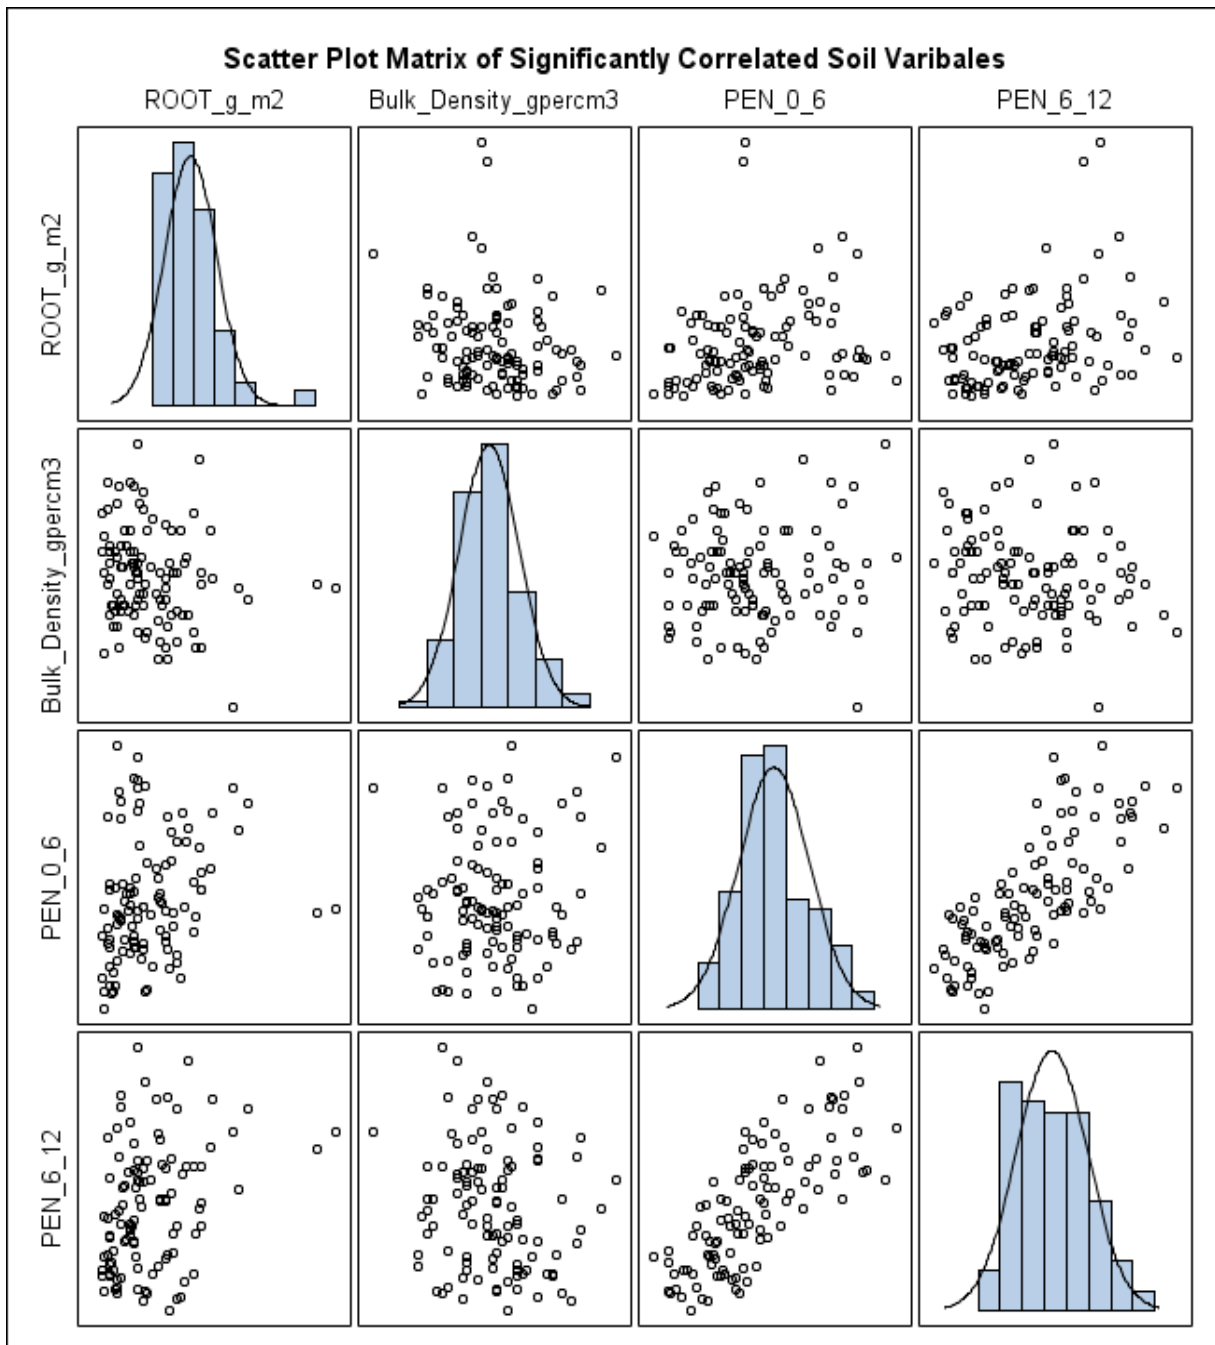 Scatter Plot Matrix of Significantly Correlated Soil Varibales
ROOT_g_m2
Bulk_Density_gpercm3
PEN_0_6
PEN_6_12
ROOT_g_m2
Bulk_Density_gpercm3
PEN_0_6
PEN_6_12